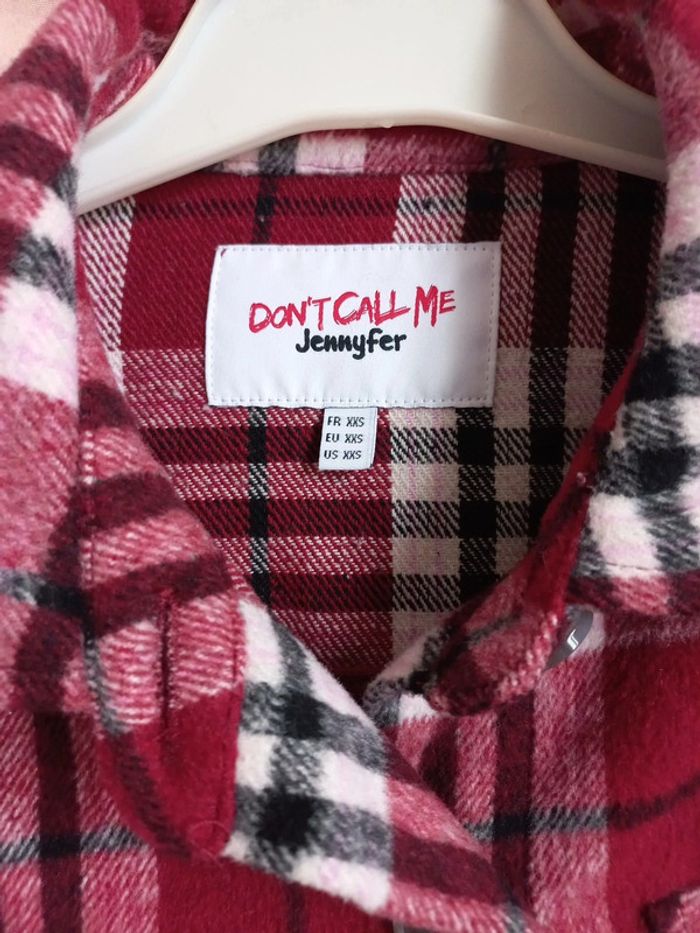 DON'T CALL ME
Jennyfer
FR XXS
EU XXS
US XXS